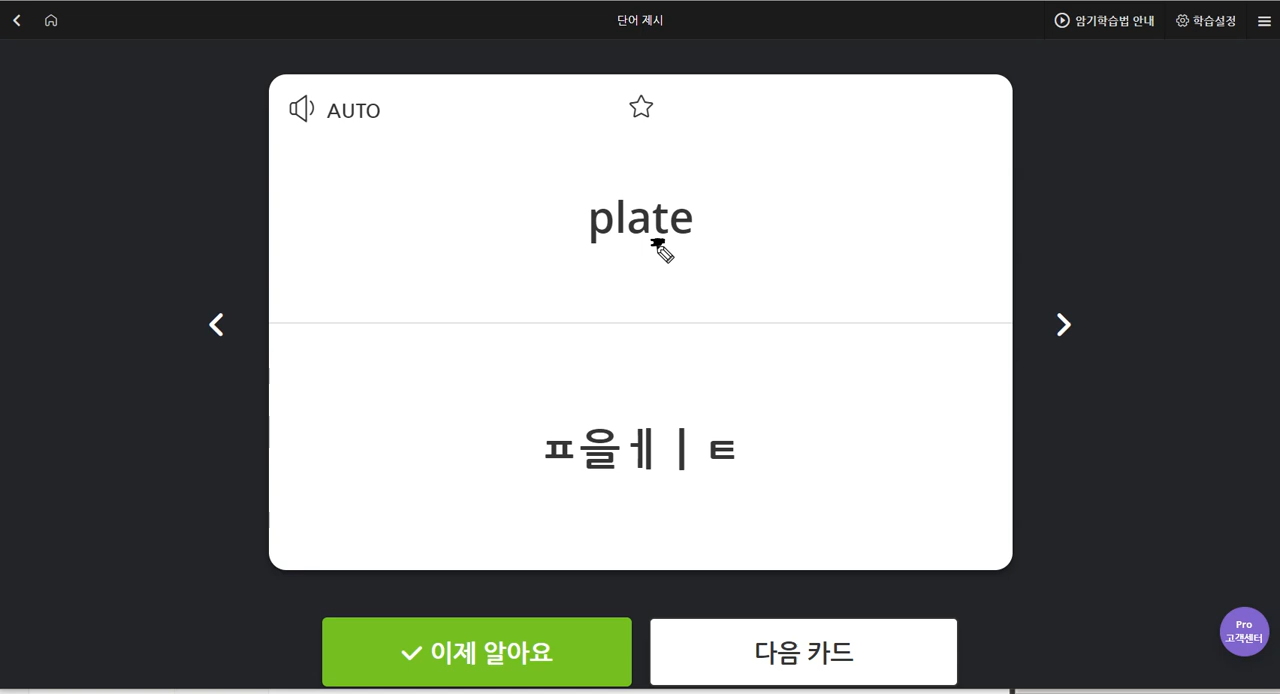 단어 제시
암기학습법 안내
학습설정
AUTO
plate
ㅍ을ㅔㅣㅌ
이제 알아요
다음 카드
Pro
고객센터